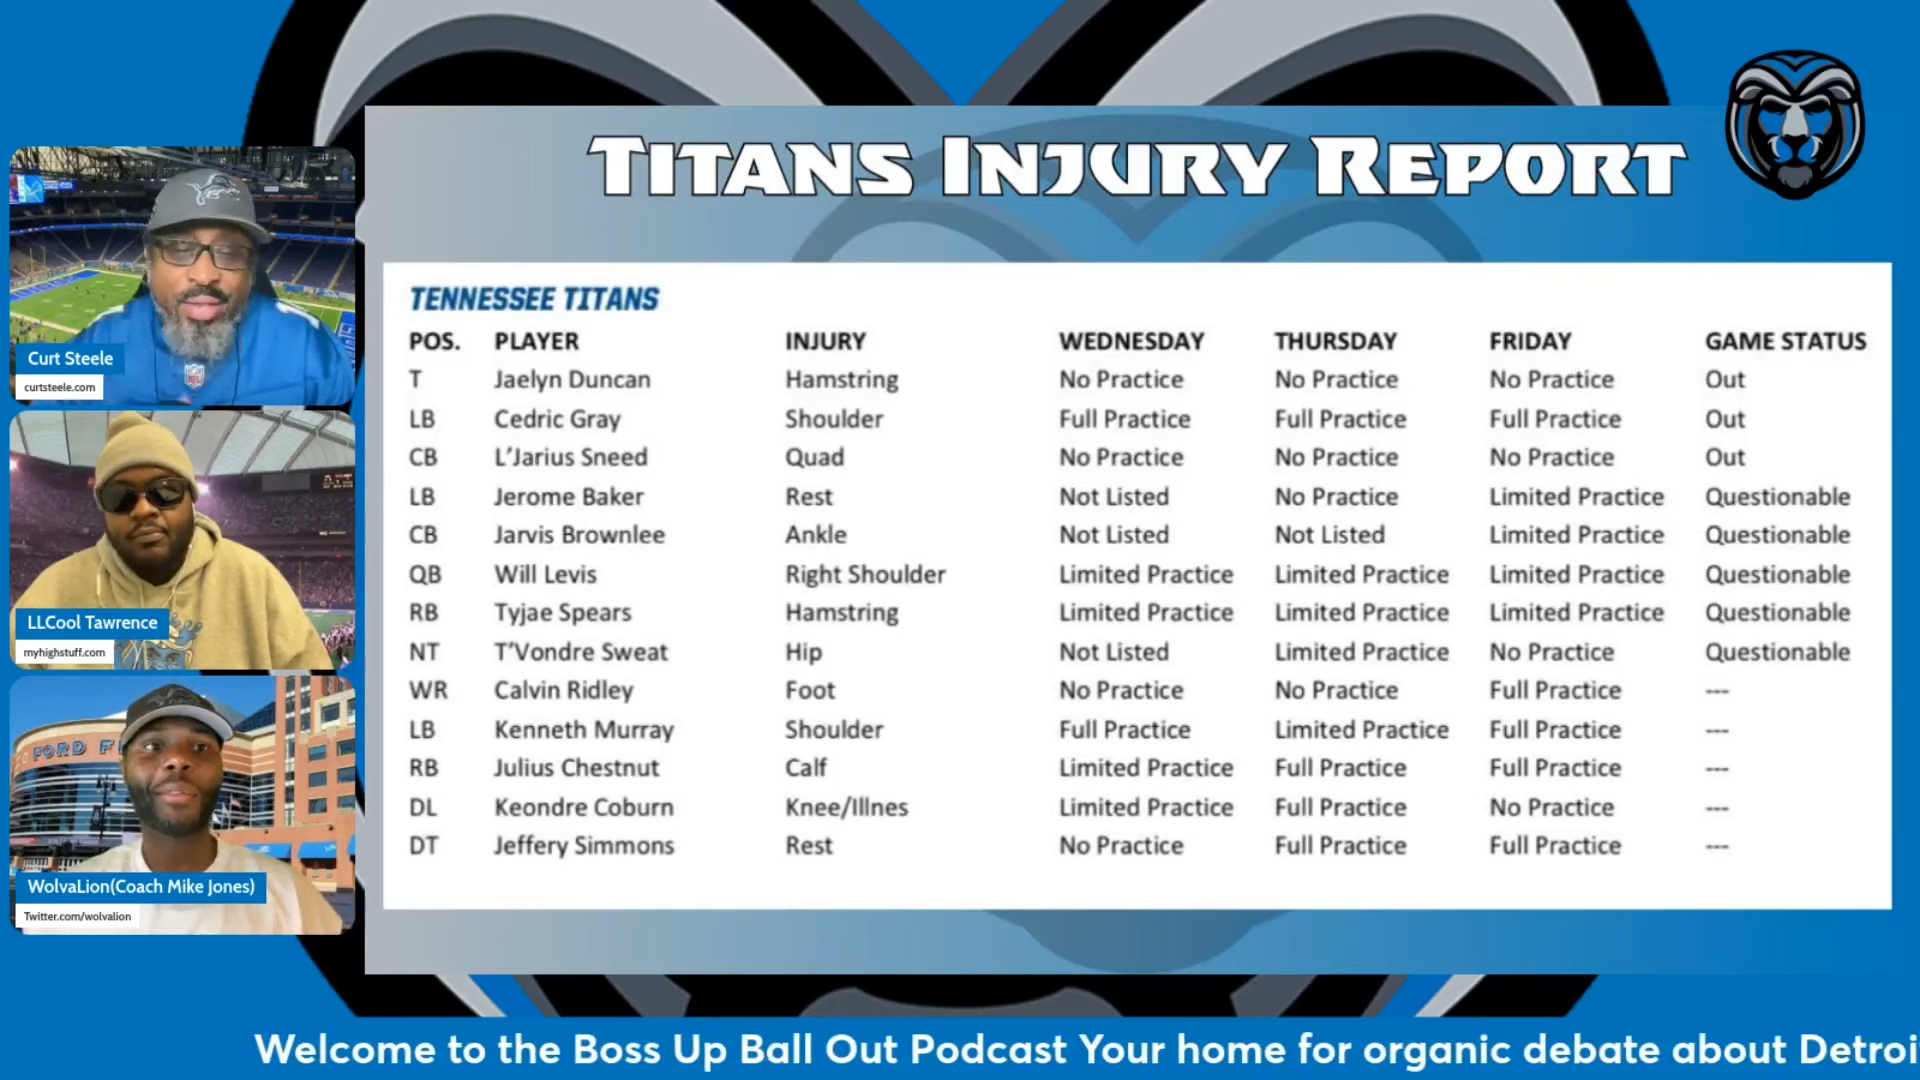 TITANS INJURY REPORT
TENNESSEE TITANS
POS. PLAYER INJURY WEDNESDAY THURSDAY FRIDAY GAME STATUS
T Jaelyn Duncan Hamstring No Practice No Practice No Practice Out
LB Cedric Gray Shoulder Full Practice Full Practice Full Practice Out
CB L'Jarius Sneed Quad No Practice No Practice No Practice Out
LB Jerome Baker Rest Not Listed No Practice Limited Practice Questionable
CB Jarvis Brownlee Ankle Not Listed Not Listed Limited Practice Questionable
QB Will Levis Right Shoulder Limited Practice Limited Practice Limited Practice Questionable
RB Tyjae Spears Hamstring Limited Practice Limited Practice Limited Practice Questionable
NT T'Vondre Sweat Hip Not Listed Limited Practice No Practice Questionable
WR Calvin Ridley Foot No Practice No Practice Full Practice ---
LB Kenneth Murray Shoulder Full Practice Limited Practice Full Practice ---
RB Julius Chestnut Calf Limited Practice Full Practice Full Practice ---
DL Keondre Coburn Knee/Illnes Limited Practice Full Practice No Practice ---
DT Jeffery Simmons Rest No Practice Full Practice Full Practice ---
Curt Steele
curtsteele.com
LLCool Tawrence
myhighstuff.com
FORD F
WolvaLion(Coach Mike Jones)
Twitter.com/wolvalion
Welcome to the Boss Up Ball Out Podcast Your home for organic debate about Detroi